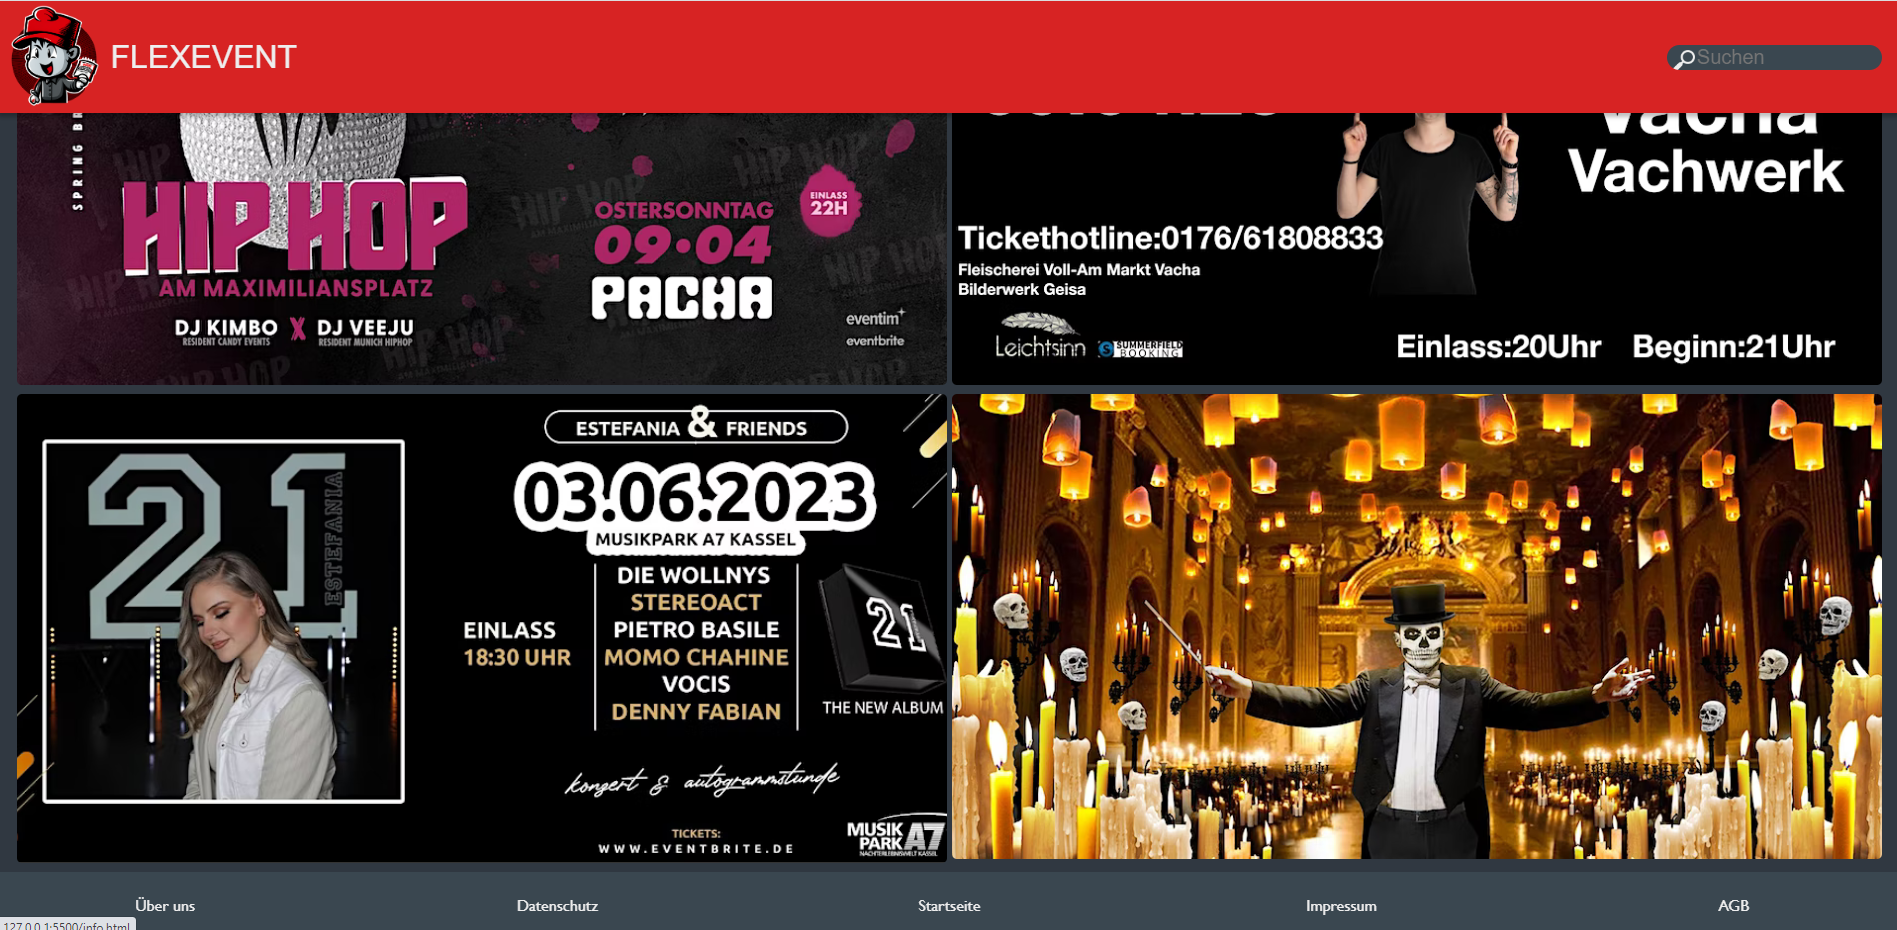 FLEXEVENT
Suchen
SPRING BR
HIP HOP
AM MAXIMILIANSPLATZ
DJ KIMBO X DJ VEEJU
RESIDENT CANDY EVENTS
RESIDENT MUNICH HIPHOP
EINLASS
22H
OSTERSONNTAG
09•04
PACHA
eventim
eventbrite
Vacha
Vachwerk
Tickethotline:0176/61808833
Fleischerei Voll-Am Markt Vacha
Bilderwerk Geisa
Leichtsinn
SUMMERFIELD
BOOKING
Einlass:20Uhr Beginn:21Uhr
21
ESTEFANIA
ESTEFANIA & FRIENDS
03.06.2023
MUSIKPARK A7 KASSEL
EINLASS
18:30 UHR
DIE WOLLNYS
STEREOACT
PIETRO BASILE
MOMO CHAHINE
VOCIS
DENNY FABIAN
21
THE NEW ALBUM
konzert & autogrammstunde
TICKETS:
WWW.EVENTBRITE.DE
MUSIK
PARK A7
NACHTERLEBNISWELT KASSEL
Über uns
Datenschutz
Startseite
Impressum
AGB
127.0.0.1:5500/info.html